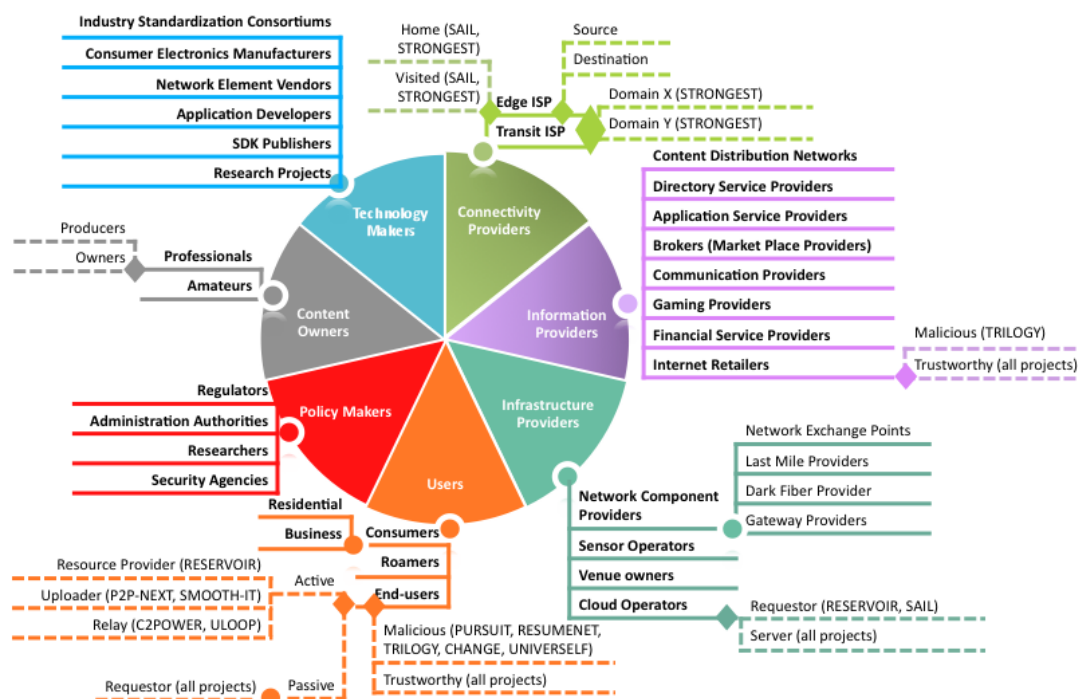 Industry Standardization Consortiums
Consumer Electronics Manufacturers
Network Element Vendors
Application Developers
SDK Publishers
Research Projects
Home (SAIL,
STRONGEST)
Visited (SAIL,
STRONGEST)
Source
Destination
Edge ISP
Transit ISP
Domain X (STRONGEST)
Domain Y (STRONGEST)
Technology
Makers
Connectivity
Providers
Content Distribution Networks
Directory Service Providers
Application Service Providers
Brokers (Market Place Providers)
Communication Providers
Gaming Providers
Financial Service Providers
Internet Retailers
Malicious (TRILOGY)
Trustworthy (all projects)
Producers
Owners
Professionals
Amateurs
Content
Owners
Information
Providers
Regulators
Administration Authorities
Researchers
Security Agencies
Policy Makers
Infrastructure
Providers
Users
Network Component
Providers
Sensor Operators
Venue owners
Cloud Operators
Network Exchange Points
Last Mile Providers
Dark Fiber Provider
Gateway Providers
Requestor (RESERVOIR, SAIL)
Server (all projects)
Residential
Business
Consumers
Roamers
End-users
Resource Provider (RESERVOIR)
Uploader (P2P-NEXT, SMOOTH-IT)
Relay (C2POWER, ULOOP)
Active
Malicious (PURSUIT, RESUMENET,
TRILOGY, CHANGE, UNIVERSELF)
Trustworthy (all projects)
Requestor (all projects)
Passive